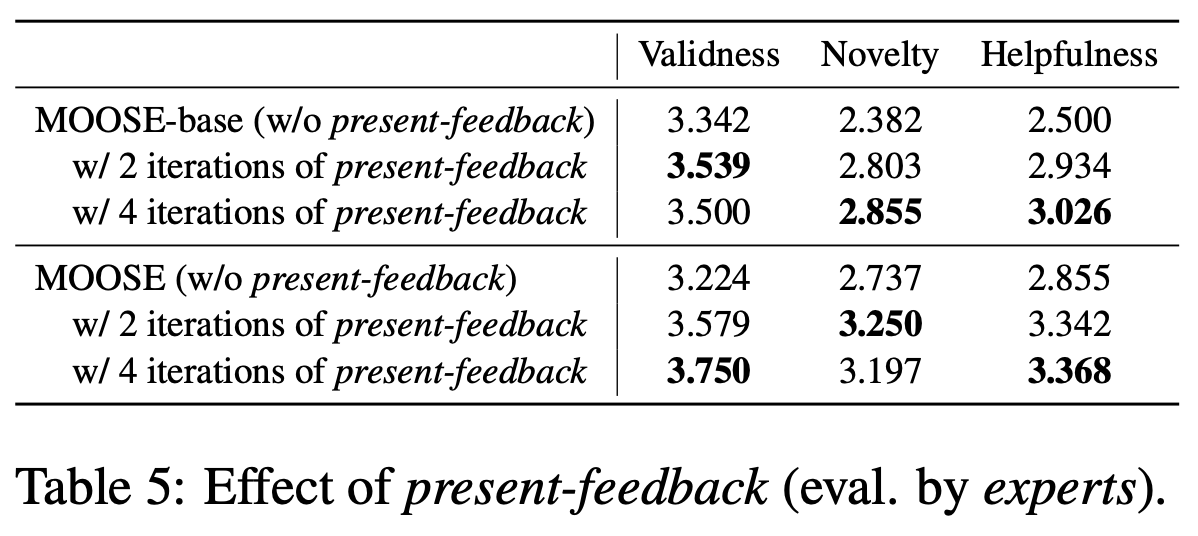 Validness Novelty Helpfulness
MOOSE-base (w/o present-feedback) 3.342 2.382 2.500
w/ 2 iterations of present-feedback 3.539 2.803 2.934
w/ 4 iterations of present-feedback 3.500 2.855 3.026
MOOSE (w/o present-feedback) 3.224 2.737 2.855
w/ 2 iterations of present-feedback 3.579 3.250 3.342
w/ 4 iterations of present-feedback 3.750 3.197 3.368
Table 5: Effect of present-feedback (eval. by experts).